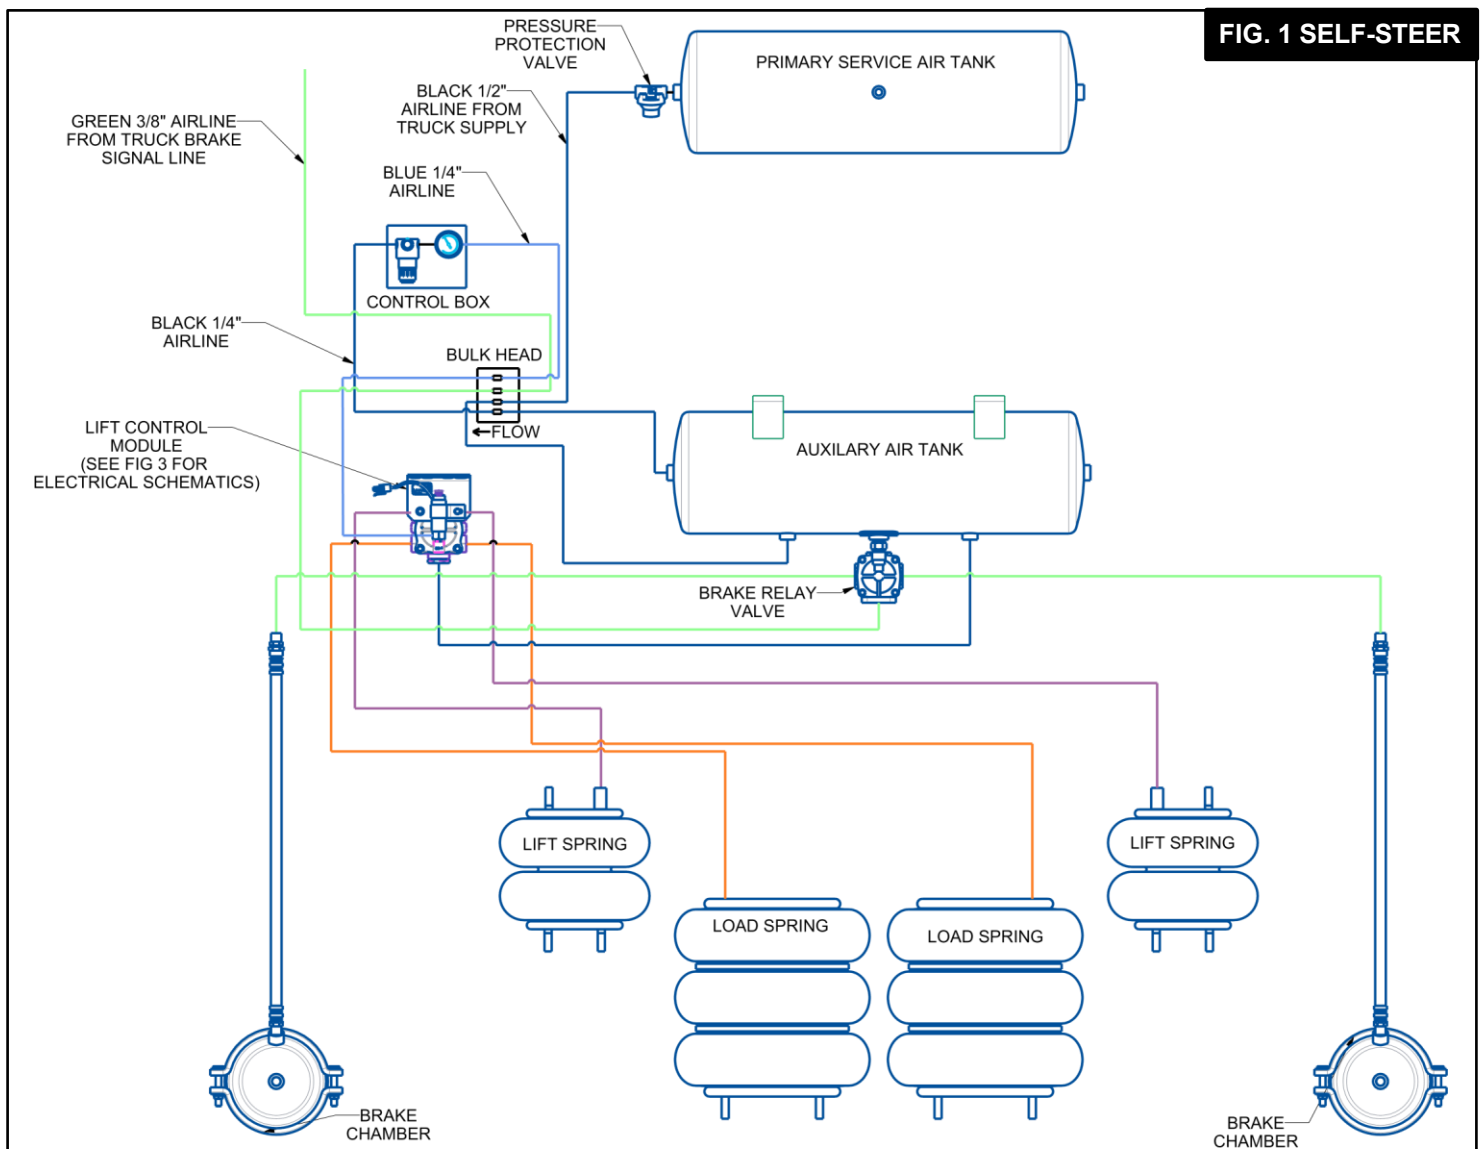 FIG. 1 SELF-STEER
PRESSURE
PROTECTION
VALVE
PRIMARY SERVICE AIR TANK
BLACK 1/2"
AIRLINE FROM
TRUCK SUPPLY
GREEN 3/8" AIRLINE
FROM TRUCK BRAKE
SIGNAL LINE
BLUE 1/4"
AIRLINE
CONTROL BOX
BLACK 1/4"
AIRLINE
BULK HEAD
FLOW
LIFT CONTROL
MODULE
(SEE FIG 3 FOR
ELECTRICAL SCHEMATICS)
AUXILARY AIR TANK
BRAKE RELAY
VALVE
LIFT SPRING
LIFT SPRING
LOAD SPRING
LOAD SPRING
BRAKE
CHAMBER
BRAKE
CHAMBER